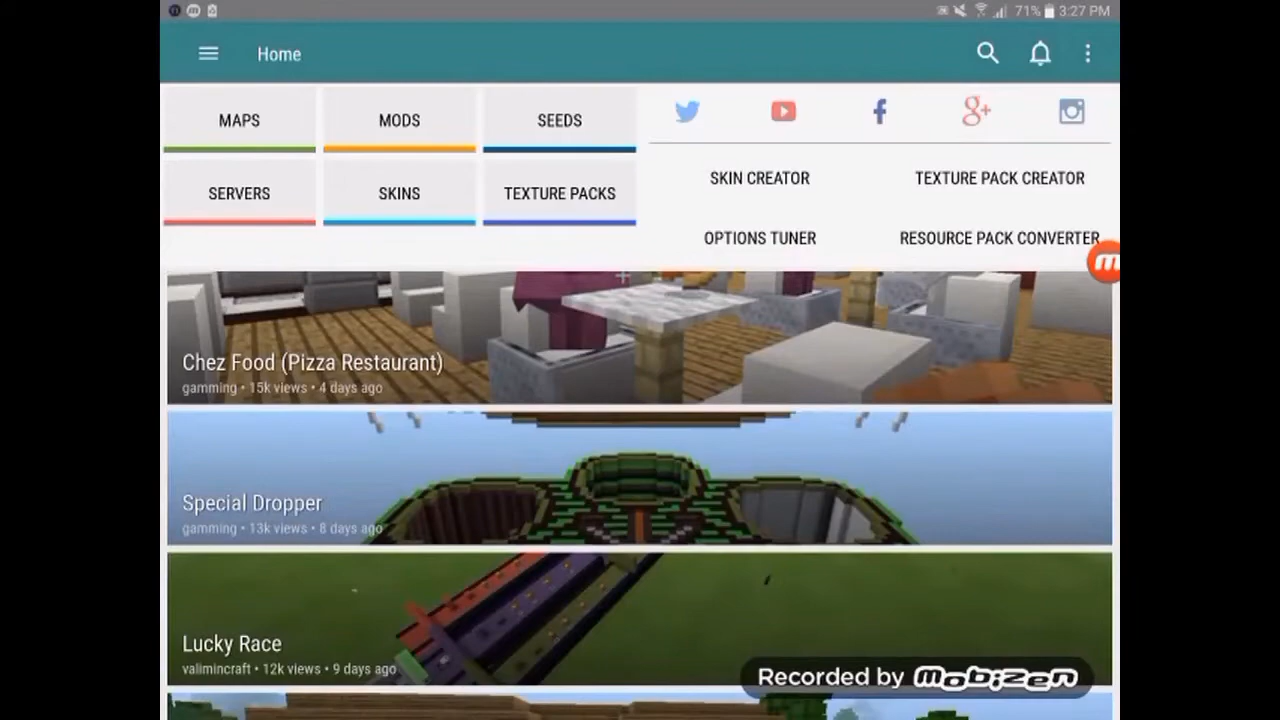 71% 3:27 PM
Home
MAPS
MODS
SEEDS
SERVERS
SKINS
TEXTURE PACKS
SKIN CREATOR
TEXTURE PACK CREATOR
OPTIONS TUNER
RESOURCE PACK CONVERTER
Chez Food (Pizza Restaurant)
gamming • 15k views • 4 days ago
Special Dropper
gamming • 13k views • 8 days ago
Lucky Race
valimincraft • 12k views • 9 days ago
Recorded by mobizen